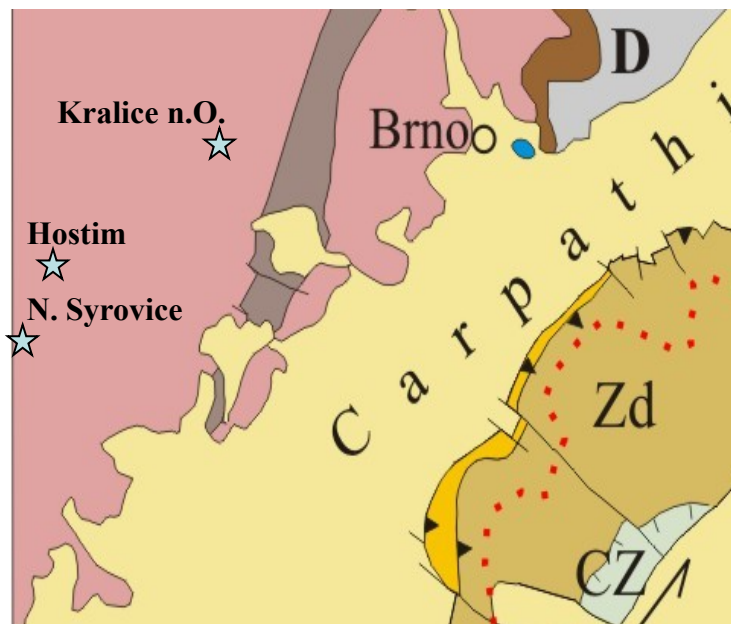 D
Kralice n.O.
Brno
Hostim
N. Syrovice
Carpathi
Zd
CZ